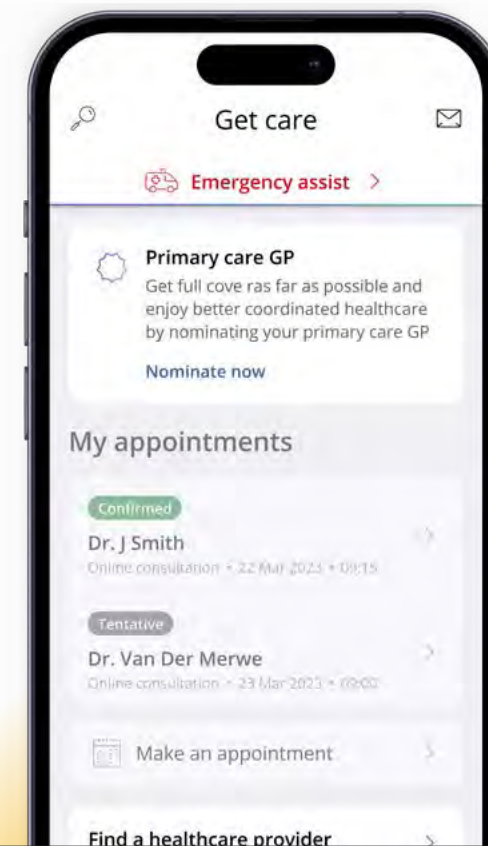 Get care
Emergency assist
Primary care GP
Get full cove ras far as possible and
enjoy better coordinated healthcare
by nominating your primary care GP
Nominate now
My appointments
Confirmed
Dr. J Smith
Online consultation • 22 Mar 2023 • 09:15
Tentative
Dr. Van Der Merwe
Online consultation • 23 Mar 2023 • 09:00
Make an appointment
Find a healthcare provider